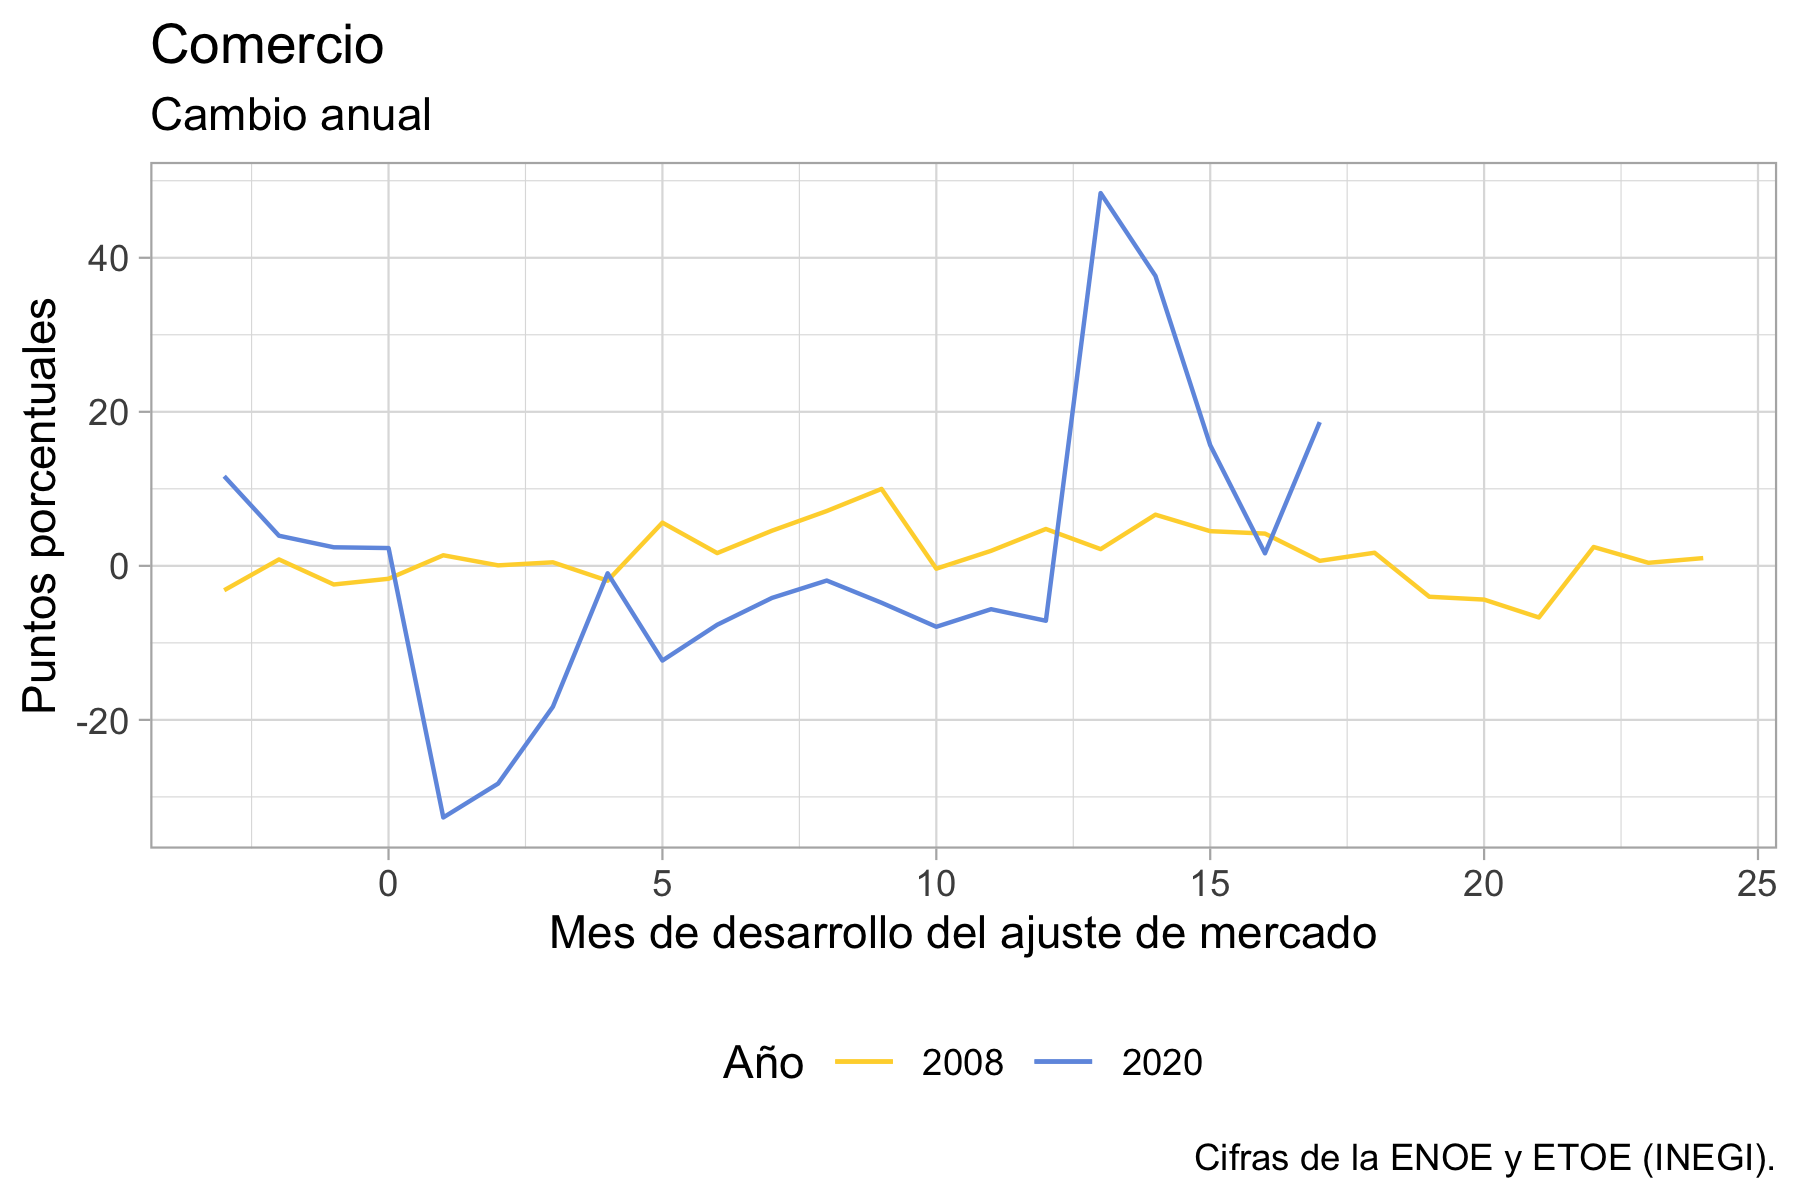 Comercio
Cambio anual
Puntos porcentuales
40
20
0
-20
0 5 10 15 20 25
Mes de desarrollo del ajuste de mercado
Año 2008 2020
Cifras de la ENOE y ETOE (INEGI).